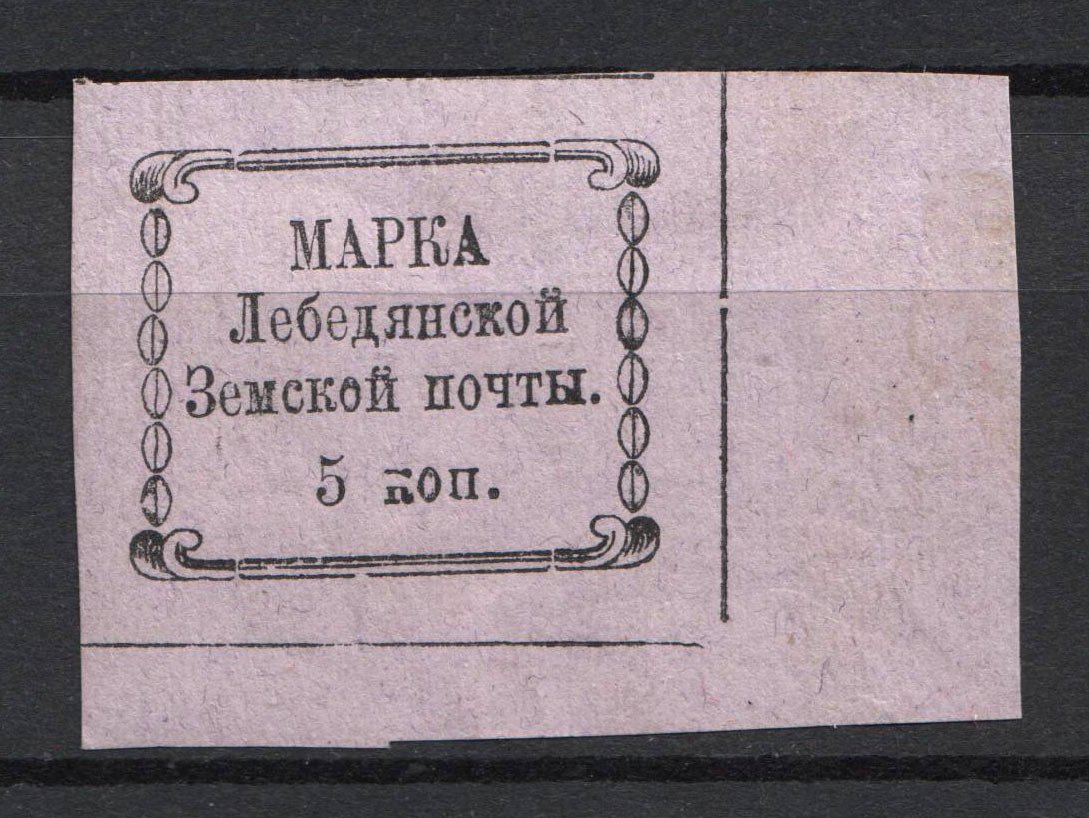 МАРКА
Лебедянской
Земской почты.
5 коп.